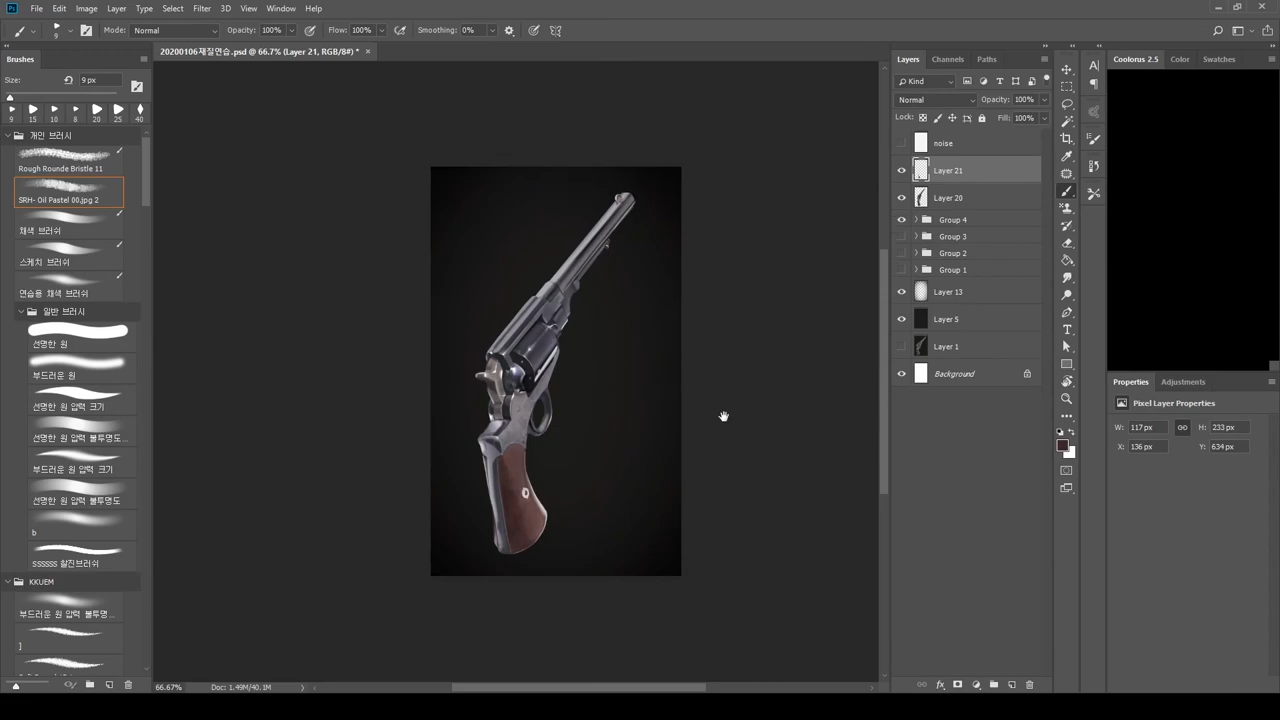 Ps File Edit Image Layer Type Select Filter 3D View Window Help
9 Mode: Normal Opacity: 100% Flow: 100% Smoothing: 0%
20200106재질연습.psd @ 66.7% (Layer 21, RGB/8#) * ×
Brushes
Size: 9 px
9 15 10 8 20 25 40
개인 브러시
Rough Rounde Bristle 11
SRH- Oil Pastel 00.jpg 2
채색 브러쉬
스케치 브러쉬
연습용 채색 브러쉬
일반 브러시
선명한 원
부드러운 원
선명한 원 압력 크기
선명한 원 압력 불투명도...
부드러운 원 압력 크기
선명한 원 압력 불투명도
b
SSSSSS 촬진브러쉬
KKUEM
부드러운 원 압력 불투명...
]
66.67% Doc: 1.49M/40.1M
Layers Channels Paths
Kind
Normal Opacity: 100%
Lock: Fill: 100%
noise
Layer 21
Layer 20
Group 4
Group 3
Group 2
Group 1
Layer 13
Layer 5
Layer 1
Background
Coolorus 2.5 Color Swatches
Properties Adjustments
Pixel Layer Properties
W: 117 px H: 233 px
X: 136 px Y: 634 px